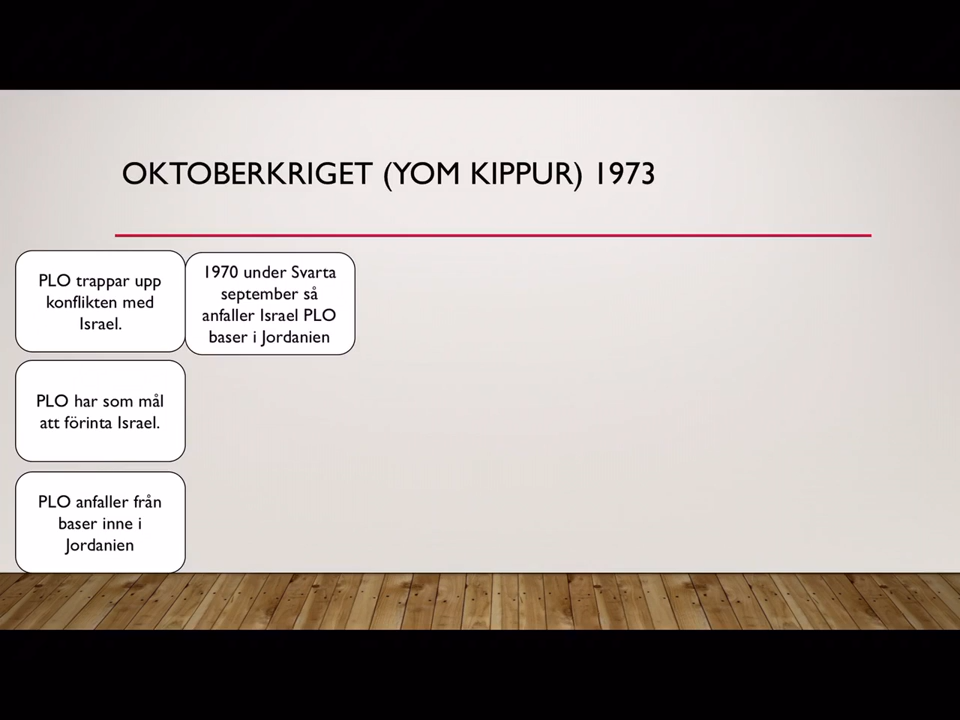 OKTOBERKRIGET (YOM KIPPUR) 1973
PLO trappar upp
konflikten med
Israel.
1970 under Svarta
september så
anfaller Israel PLO
baser i Jordanien
PLO har som mål
att förinta Israel.
PLO anfaller från
baser inne i
Jordanien